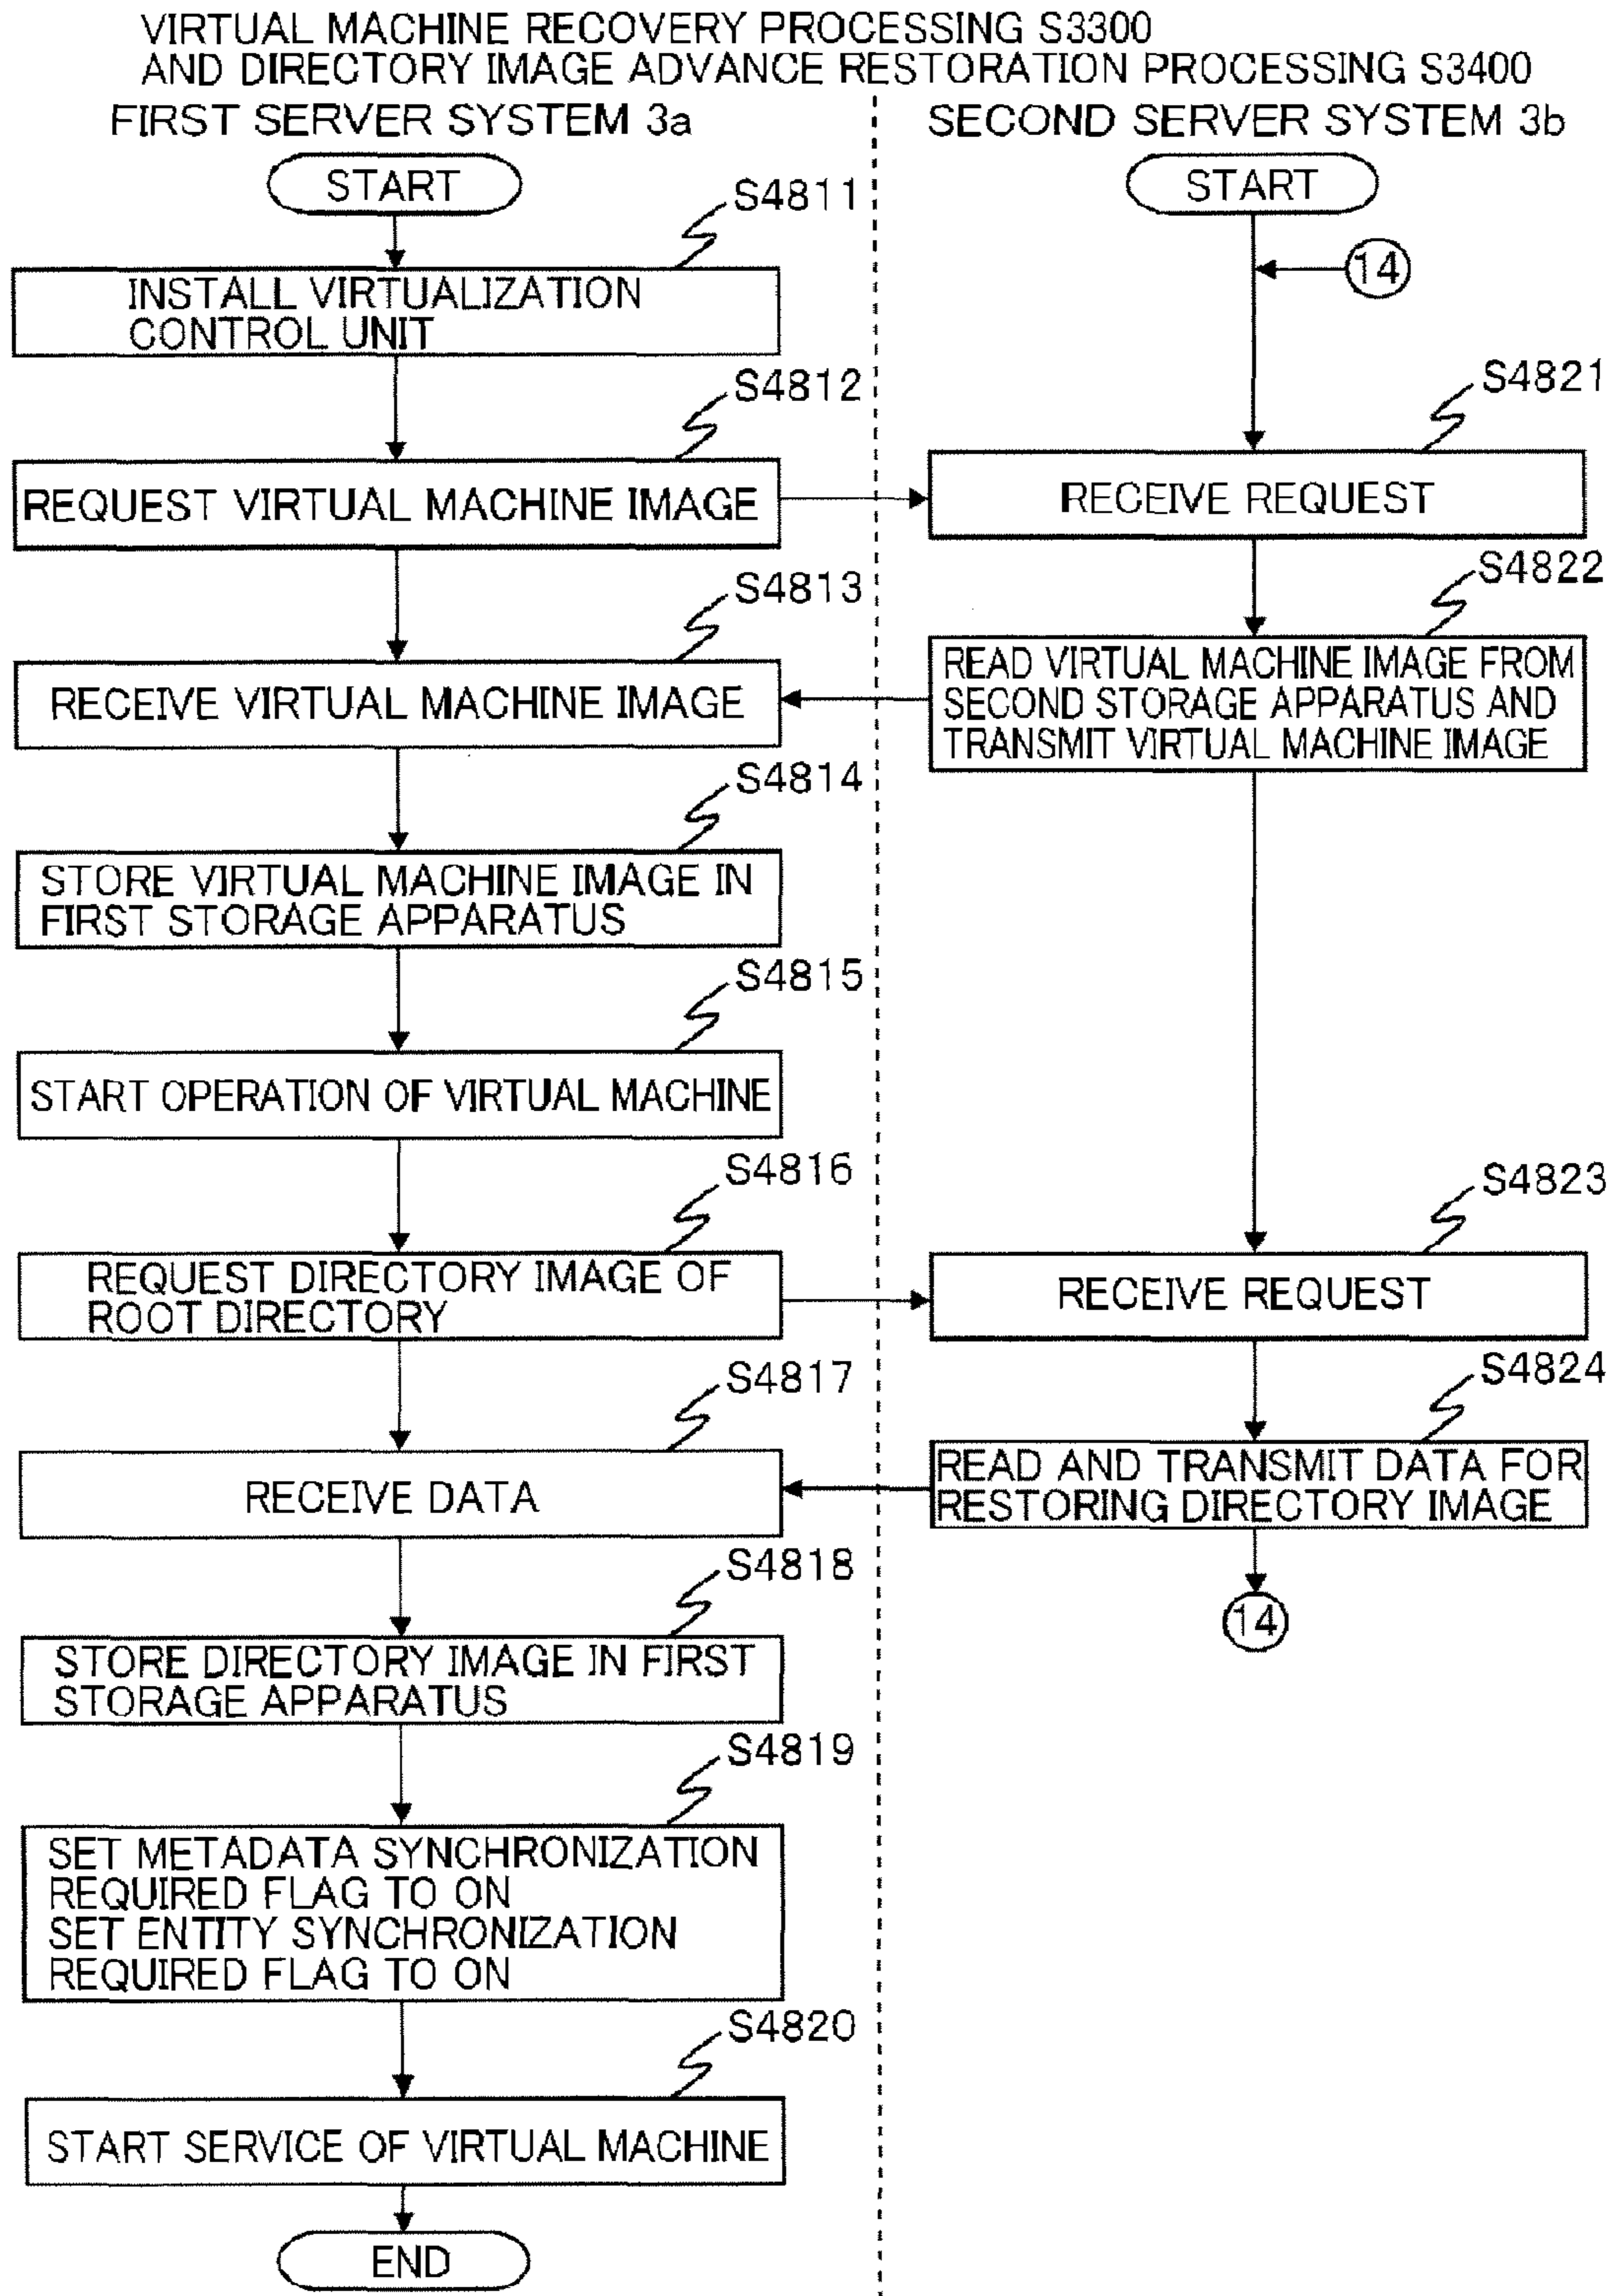 VIRTUAL MACHINE RECOVERY PROCESSING S3300
AND DIRECTORY IMAGE ADVANCE RESTORATION PROCESSING S3400
FIRST SERVER SYSTEM 3a
START
S4811
INSTALL VIRTUALIZATION
CONTROL UNIT
S4812
REQUEST VIRTUAL MACHINE IMAGE
S4813
RECEIVE VIRTUAL MACHINE IMAGE
S4814
STORE VIRTUAL MACHINE IMAGE IN
FIRST STORAGE APPARATUS
S4815
START OPERATION OF VIRTUAL MACHINE
S4816
REQUEST DIRECTORY IMAGE OF
ROOT DIRECTORY
S4817
RECEIVE DATA
S4818
STORE DIRECTORY IMAGE IN FIRST
STORAGE APPARATUS
S4819
SET METADATA SYNCHRONIZATION
REQUIRED FLAG TO ON
SET ENTITY SYNCHRONIZATION
REQUIRED FLAG TO ON
S4820
START SERVICE OF VIRTUAL MACHINE
END
SECOND SERVER SYSTEM 3b
START
14
S4821
RECEIVE REQUEST
S4822
READ VIRTUAL MACHINE IMAGE FROM
SECOND STORAGE APPARATUS AND
TRANSMIT VIRTUAL MACHINE IMAGE
S4823
RECEIVE REQUEST
S4824
READ AND TRANSMIT DATA FOR
RESTORING DIRECTORY IMAGE
14